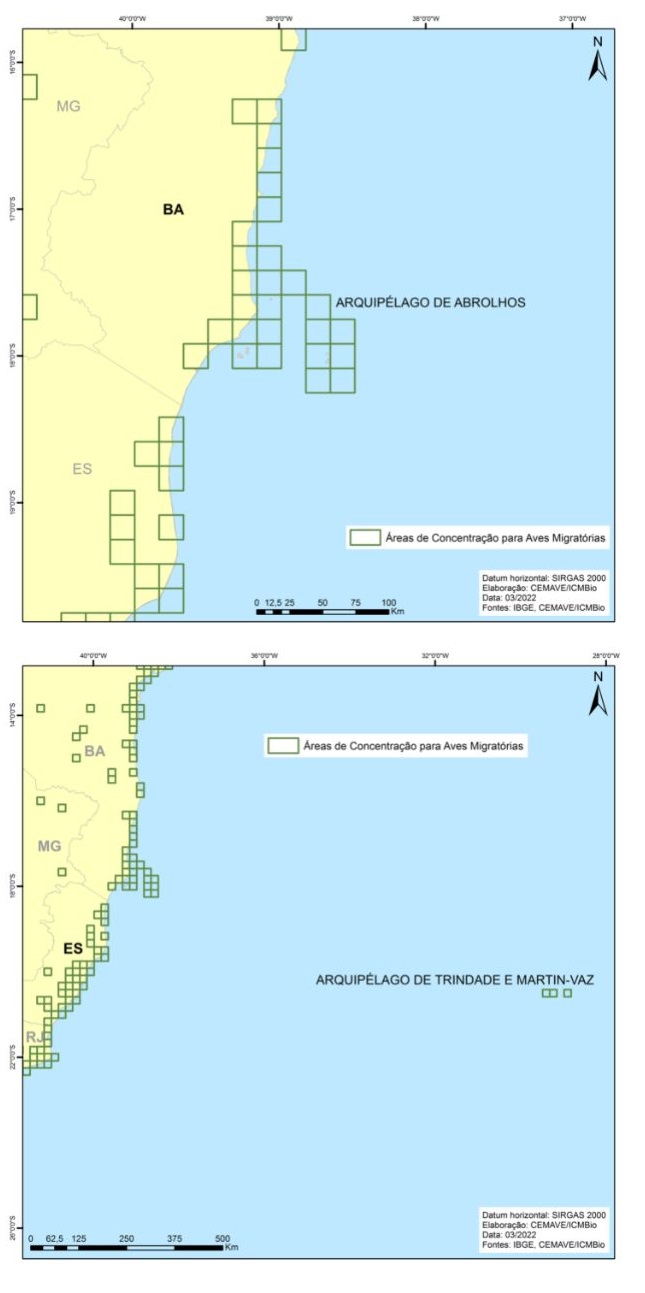 40°0'0"W 39°0'0"W 38°0'0"W 37°0'0"W
N
16°0'0"S
MG
BA
17°0'0"S
ARQUIPÉLAGO DE ABROLHOS
18°0'0"S
ES
19°0'0"S
Áreas de Concentração para Aves Migratórias
Datum horizontal: SIRGAS 2000
Elaboração: CEMAVE/ICMBio
Data: 03/2022
Fontes: IBGE, CEMAVE/ICMBio
0 12,5 25 50 75 100
Km
40°0'0"W 36°0'0"W 32°0'0"W 28°0'0"W
N
14°0'0"S
Áreas de Concentração para Aves Migratórias
BA
MG
18°0'0"S
ES
ARQUIPÉLAGO DE TRINDADE E MARTIN-VAZ
RJ
22°0'0"S
26°0'0"S
Datum horizontal: SIRGAS 2000
Elaboração: CEMAVE/ICMBio
Data: 03/2022
Fontes: IBGE, CEMAVE/ICMBio
0 62,5 125 250 375 500
Km